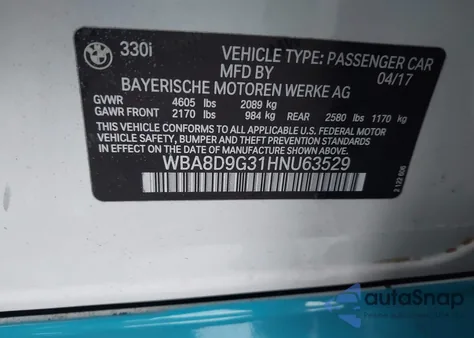 330i
VEHICLE TYPE: PASSENGER CAR
MFD BY 04/17
BAYERISCHE MOTOREN WERKE AG
GVWR 4605 lbs 2089 kg
GAWR FRONT 2170 lbs 984 kg REAR 2580 lbs 1170 kg
THIS VEHICLE CONFORMS TO ALL APPLICABLE U.S. FEDERAL MOTOR
VEHICLE SAFETY, BUMPER, AND THEFT PREVENTION STANDARDS IN
EFFECT ON THE DATE OF MANUFACTURE SHOWN ABOVE.
WBA8D9G31HNU63529
autoSnap